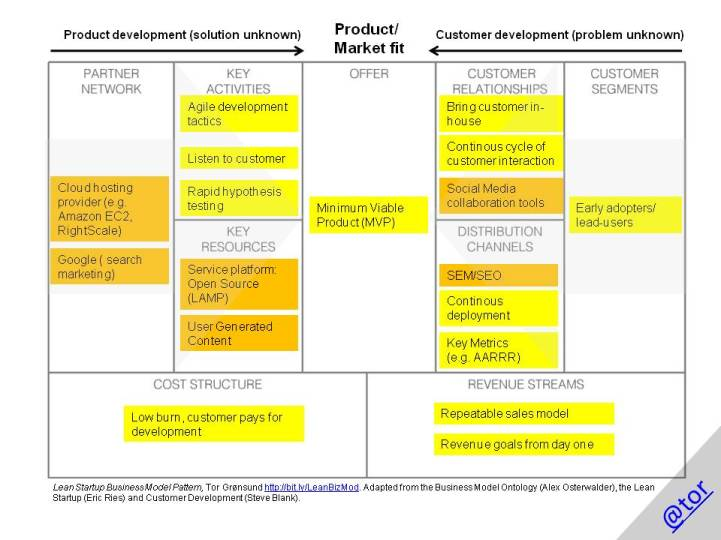 Product development (solution unknown)
Product/
Market fit
Customer development (problem unknown)
PARTNER
NETWORK
Cloud hosting
provider (e.g.
Amazon EC2,
RightScale)
Google ( search
marketing)
KEY
ACTIVITIES
Agile development
tactics
Listen to customer
Rapid hypothesis
testing
KEY
RESOURCES
Service platform:
Open Source
(LAMP)
User Generated
Content
OFFER
Minimum Viable
Product (MVP)
CUSTOMER
RELATIONSHIPS
Bring customer in-
house
Continous cycle of
customer interaction
Social Media
collaboration tools
DISTRIBUTION
CHANNELS
SEM/SEO
Continous
deployment
Key Metrics
(e.g. AARRR)
CUSTOMER
SEGMENTS
Early adopters/
lead-users
COST STRUCTURE
Low burn, customer pays for
development
REVENUE STREAMS
Repeatable sales model
Revenue goals from day one
Lean Startup Business Model Pattern, Tor Grønsund http://bit.ly/LeanBizMod. Adapted from the Business Model Ontology (Alex Osterwalder), the Lean
Startup (Eric Ries) and Customer Development (Steve Blank).
@tor